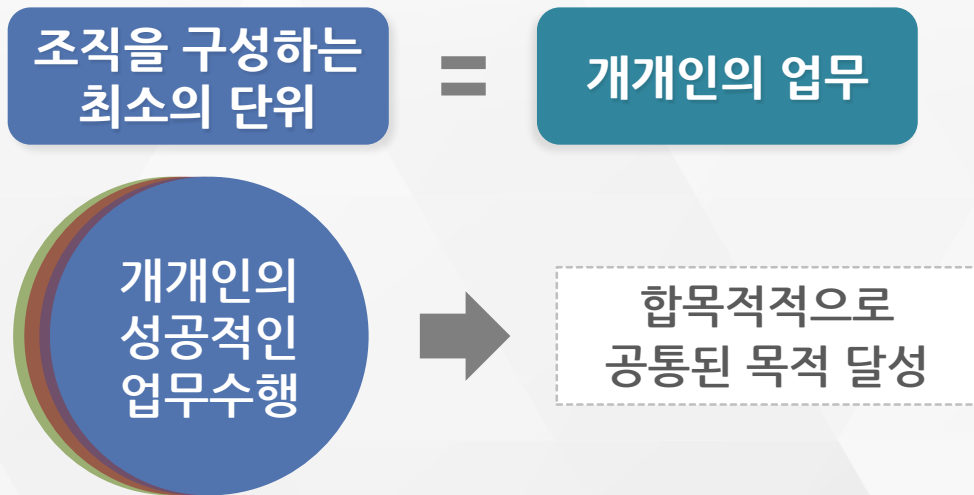 조직을 구성하는
최소의 단위
=
개개인의 업무
개개인의
성공적인
업무수행
합목적적으로
공통된 목적 달성